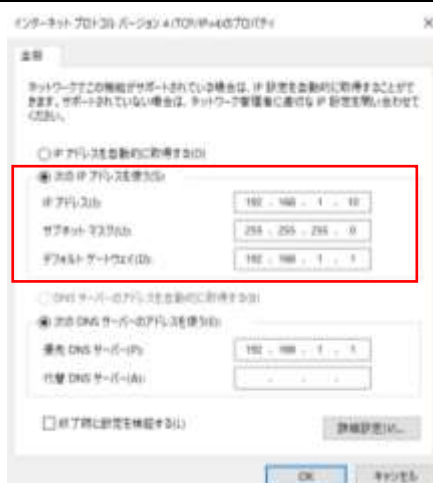 インターネット プロトコル バージョン 4 (TCP/IPv4)のプロパティ
全般
ネットワークでこの機能がサポートされている場合は、IP 設定を自動的に取得することがで
きます。サポートされていない場合は、ネットワーク管理者に適切な IP 設定を問い合わせて
ください。
IP アドレスを自動的に取得する(O)
次の IP アドレスを使う(S):
IP アドレス(I): 192 . 168 . 1 . 10
サブネット マスク(U): 255 . 255 . 255 . 0
デフォルト ゲートウェイ(D): 192 . 168 . 1 . 1
DNS サーバーのアドレスを自動的に取得する(B)
次の DNS サーバーのアドレスを使う(E):
優先 DNS サーバー(P): 192 . 168 . 1 . 1
代替 DNS サーバー(A): . . .
終了時に設定を検証する(L)
詳細設定(V)...
OK キャンセル